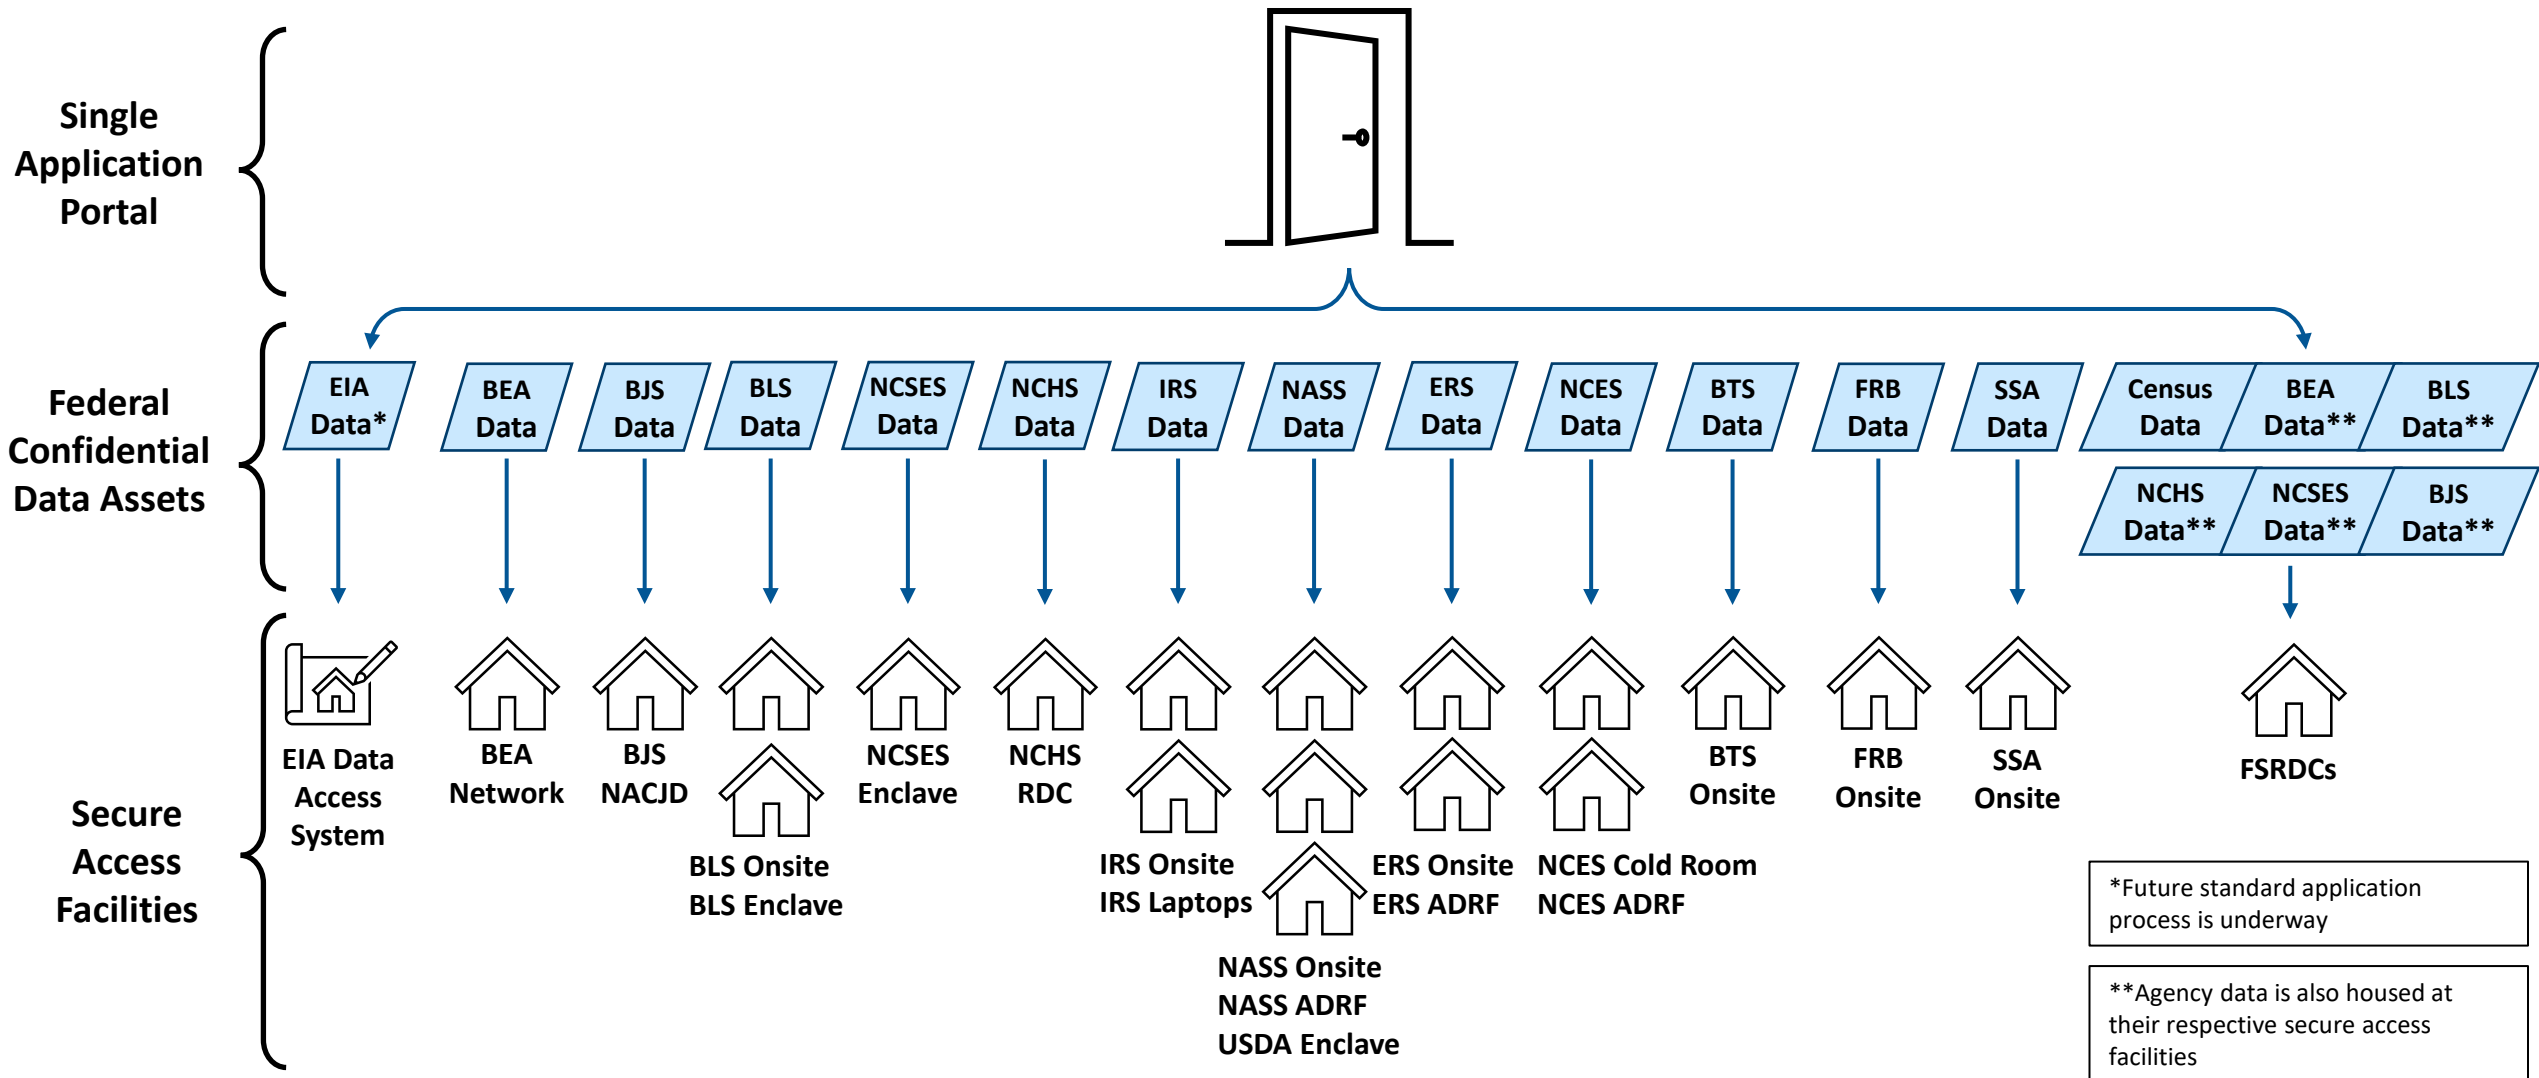 Single
Application
Portal
Federal
Confidential
Data Assets
EIA
Data*
BEA
Data
BJS
Data
BLS
Data
NCSES
Data
NCHS
Data
IRS
Data
NASS
Data
ERS
Data
NCES
Data
BTS
Data
FRB
Data
SSA
Data
Census
Data
BEA
Data**
BLS
Data**
NCHS
Data**
NCSES
Data**
BJS
Data**
Secure
Access
Facilities
EIA Data
Access
System
BEA
Network
BJS
NACJD
BLS Onsite
BLS Enclave
NCSES
Enclave
NCHS
RDC
IRS Onsite
IRS Laptops
NASS Onsite
NASS ADRF
USDA Enclave
ERS Onsite
ERS ADRF
NCES Cold Room
NCES ADRF
BTS
Onsite
FRB
Onsite
SSA
Onsite
FSRDCs
*Future standard application
process is underway
**Agency data is also housed at
their respective secure access
facilities